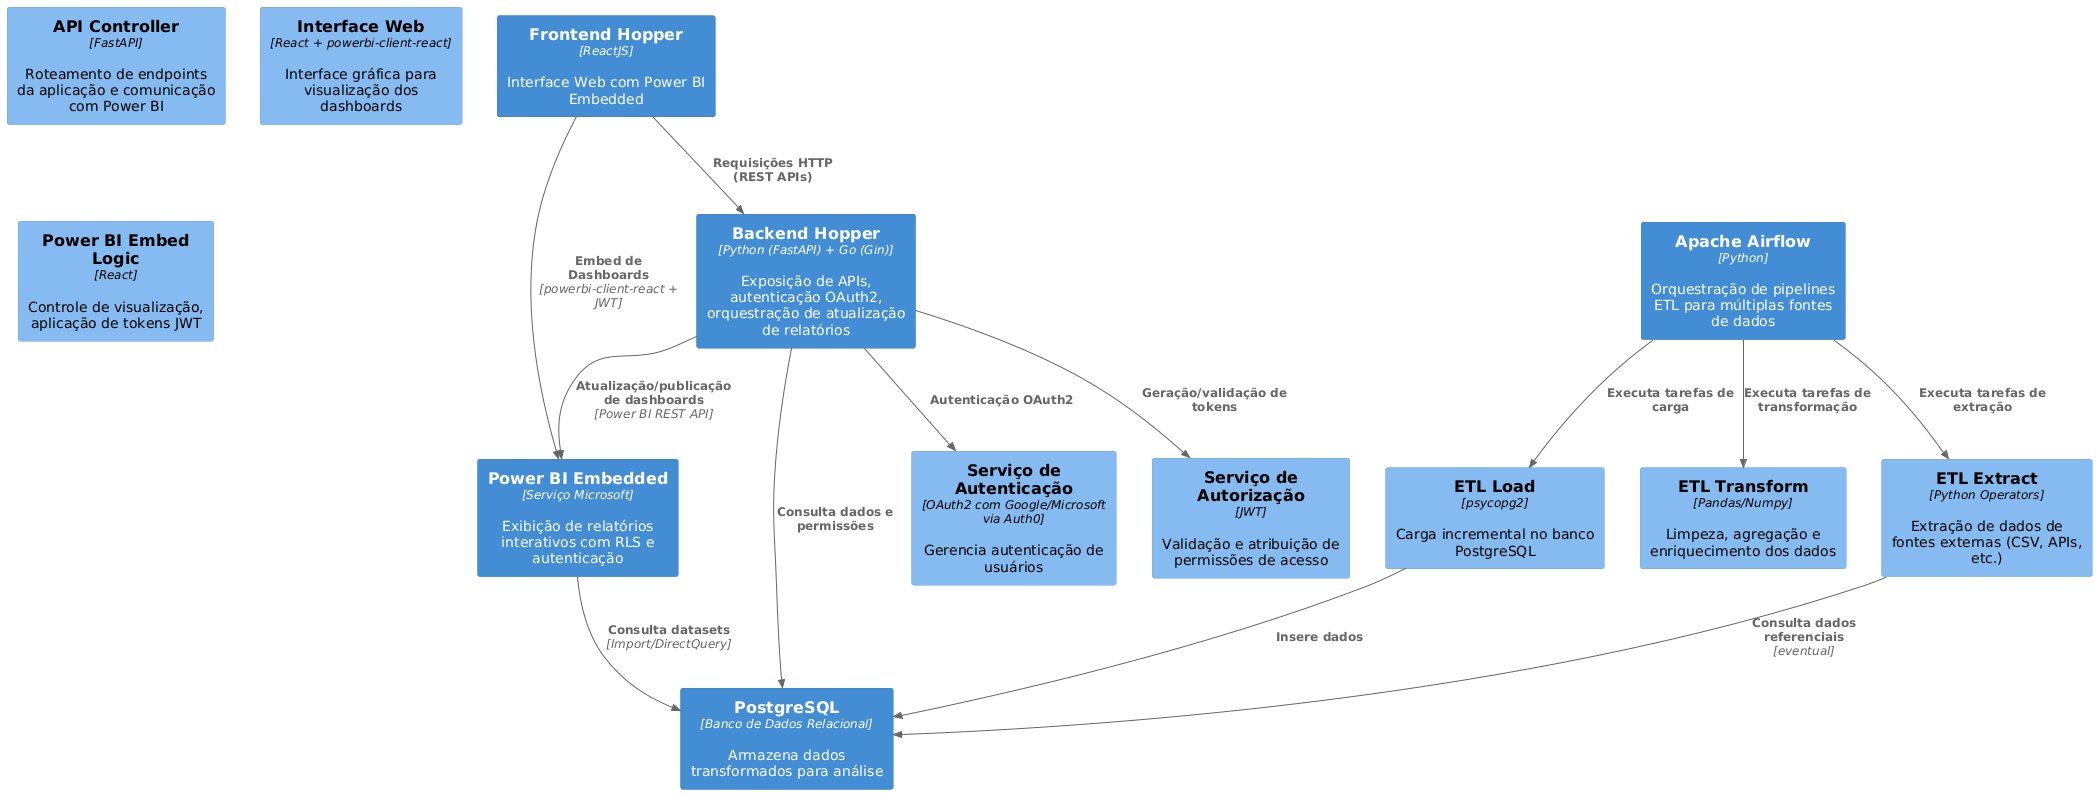 API Controller
[FastAPI]
Roteamento de endpoints
da aplicação e comunicação
com Power BI
Interface Web
[React + powerbi-client-react]
Interface gráfica para
visualização dos
dashboards
Frontend Hopper
[ReactJS]
Interface Web com Power BI
Embedded
Requisições HTTP
(REST APIs)
Power BI Embed
Logic
[React]
Controle de visualização,
aplicação de tokens JWT
Embed de
Dashboards
[powerbi-client-react +
JWT]
Backend Hopper
[Python (FastAPI) + Go (Gin)]
Exposição de APIs,
autenticação OAuth2,
orquestração de atualização
de relatórios
Apache Airflow
[Python]
Orquestração de pipelines
ETL para múltiplas fontes
de dados
Atualização/publicação
de dashboards
[Power BI REST API]
Autenticação OAuth2
Geração/validação de
tokens
Executa tarefas de
carga
Executa tarefas de
transformação
Executa tarefas de
extração
Power BI Embedded
[Serviço Microsoft]
Exibição de relatórios
interativos com RLS e
autenticação
Consulta dados e
permissões
Serviço de
Autenticação
[OAuth2 com Google/Microsoft
via Auth0]
Gerencia autenticação de
usuários
Serviço de
Autorização
[JWT]
Validação e atribuição de
permissões de acesso
ETL Load
[psycopg2]
Carga incremental no banco
PostgreSQL
ETL Transform
[Pandas/Numpy]
Limpeza, agregação e
enriquecimento dos dados
ETL Extract
[Python Operators]
Extração de dados de
fontes externas (CSV, APIs,
etc.)
Consulta datasets
[Import/DirectQuery]
Insere dados
Consulta dados
referenciais
[eventual]
PostgreSQL
[Banco de Dados Relacional]
Armazena dados
transformados para análise